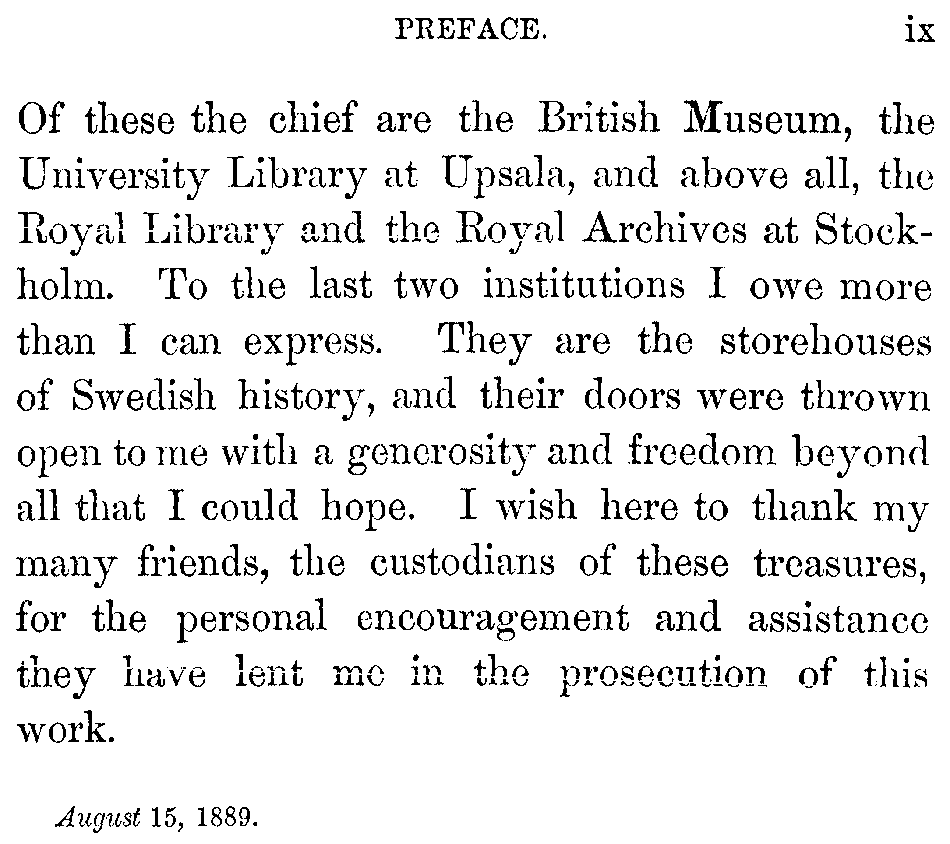 PREFACE. ix
Of these the chief are the British Museum, the
University Library at Upsala, and above all, the
Royal Library and the Royal Archives at Stock-
holm. To the last two institutions I owe more
than I can express. They are the storehouses
of Swedish history, and their doors were thrown
open to me with a generosity and freedom beyond
all that I could hope. I wish here to thank my
many friends, the custodians of these treasures,
for the personal encouragement and assistance
they have lent me in the prosecution of this
work.
August 15, 1889.